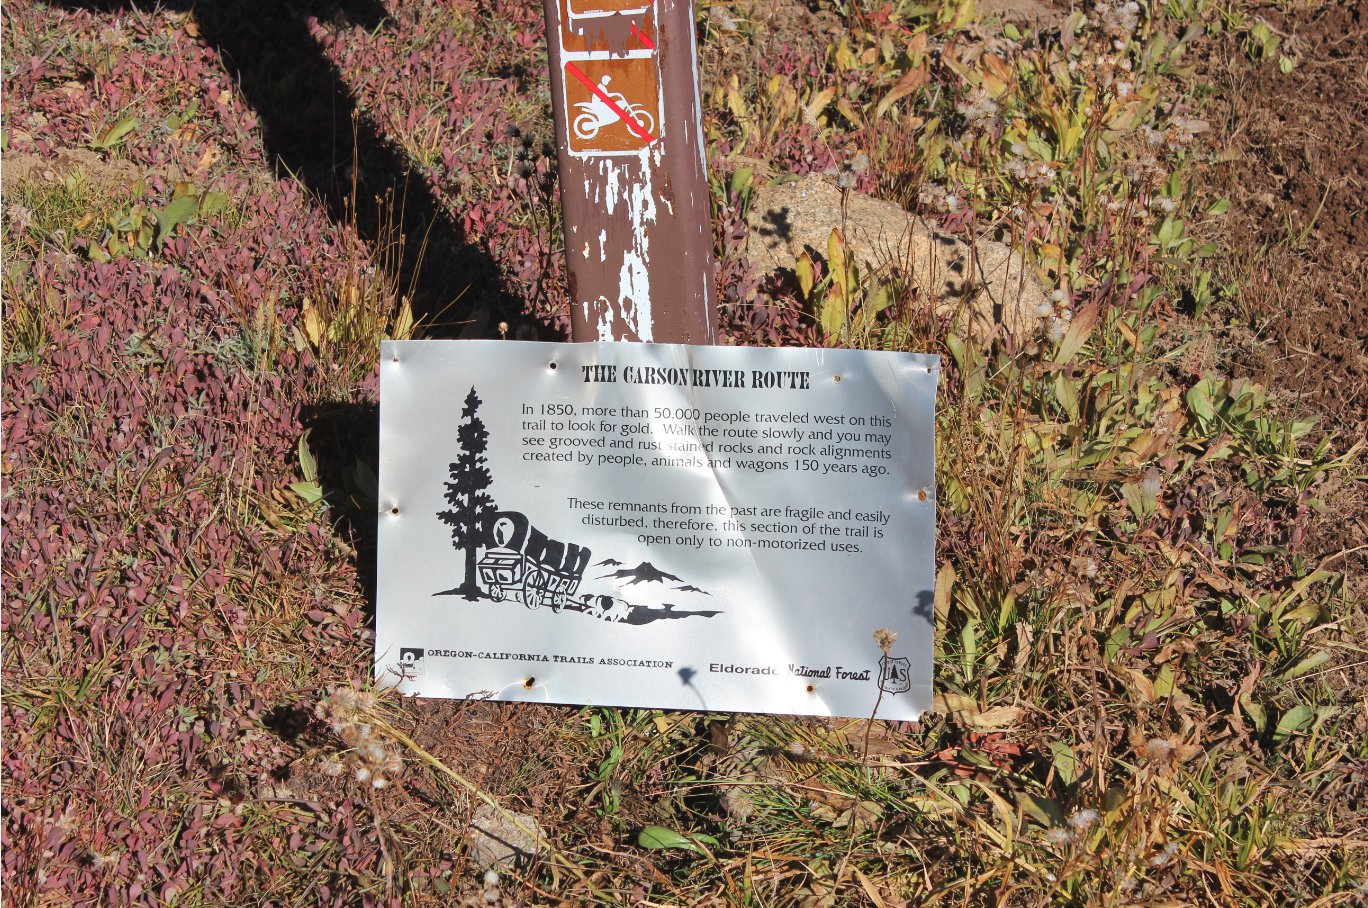 THE CARSON RIVER ROUTE
In 1850, more than 50,000 people traveled west on this
trail to look for gold. Walk the route slowly and you may
see grooved and rust stained rocks and rock alignments
created by people, animals and wagons 150 years ago.
These remnants from the past are fragile and easily
disturbed, therefore, this section of the trail is
open only to non-motorized uses.
OREGON-CALIFORNIA TRAILS ASSOCIATION
Eldorado National Forest
US